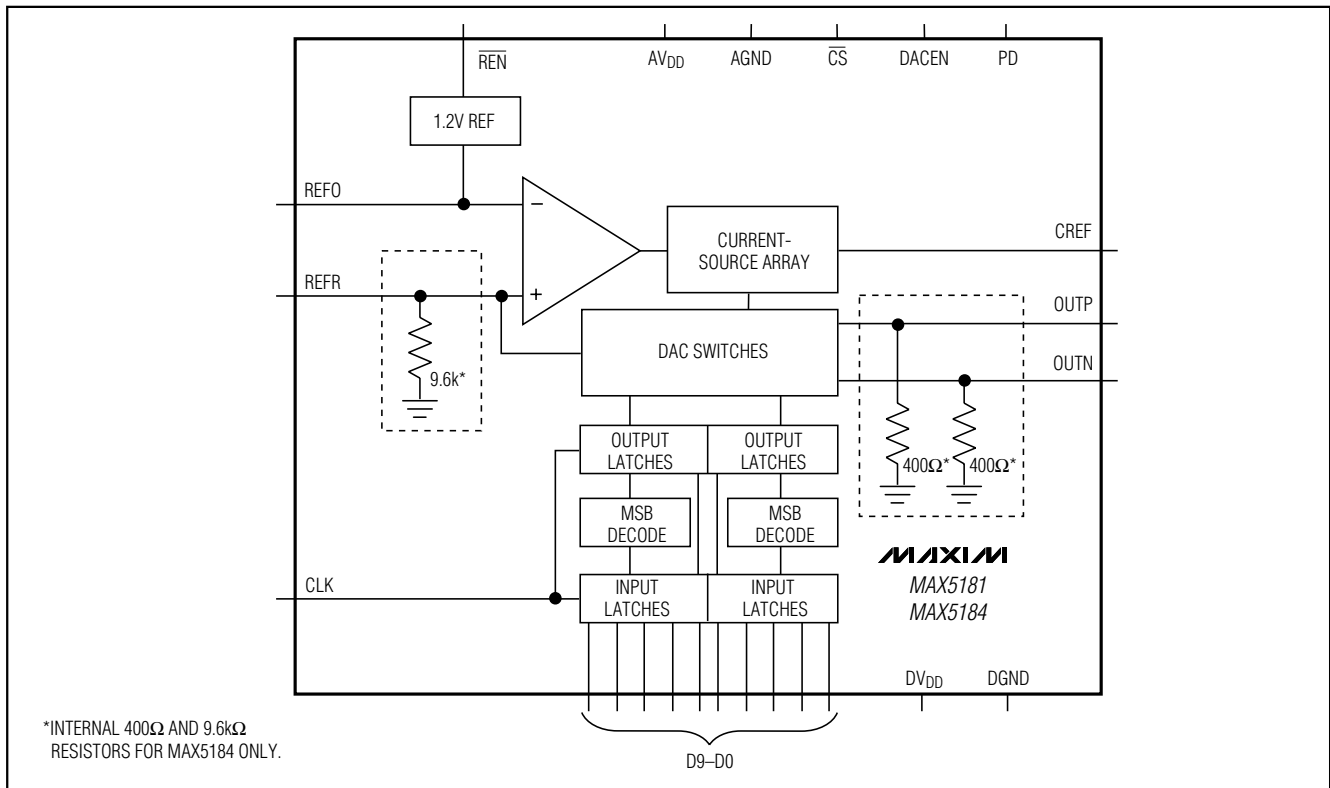 REN
AVDD
AGND
CS
DACEN
PD
1.2V REF
REFO
−
CURRENT-
SOURCE ARRAY
CREF
REFR
+
OUTP
DAC SWITCHES
OUTN
9.6k*
OUTPUT
LATCHES
OUTPUT
LATCHES
400Ω*
400Ω*
MSB
DECODE
MSB
DECODE
MAXIM
MAX5181
MAX5184
CLK
INPUT
LATCHES
INPUT
LATCHES
DVDD
DGND
*INTERNAL 400Ω AND 9.6kΩ
RESISTORS FOR MAX5184 ONLY.
D9–D0